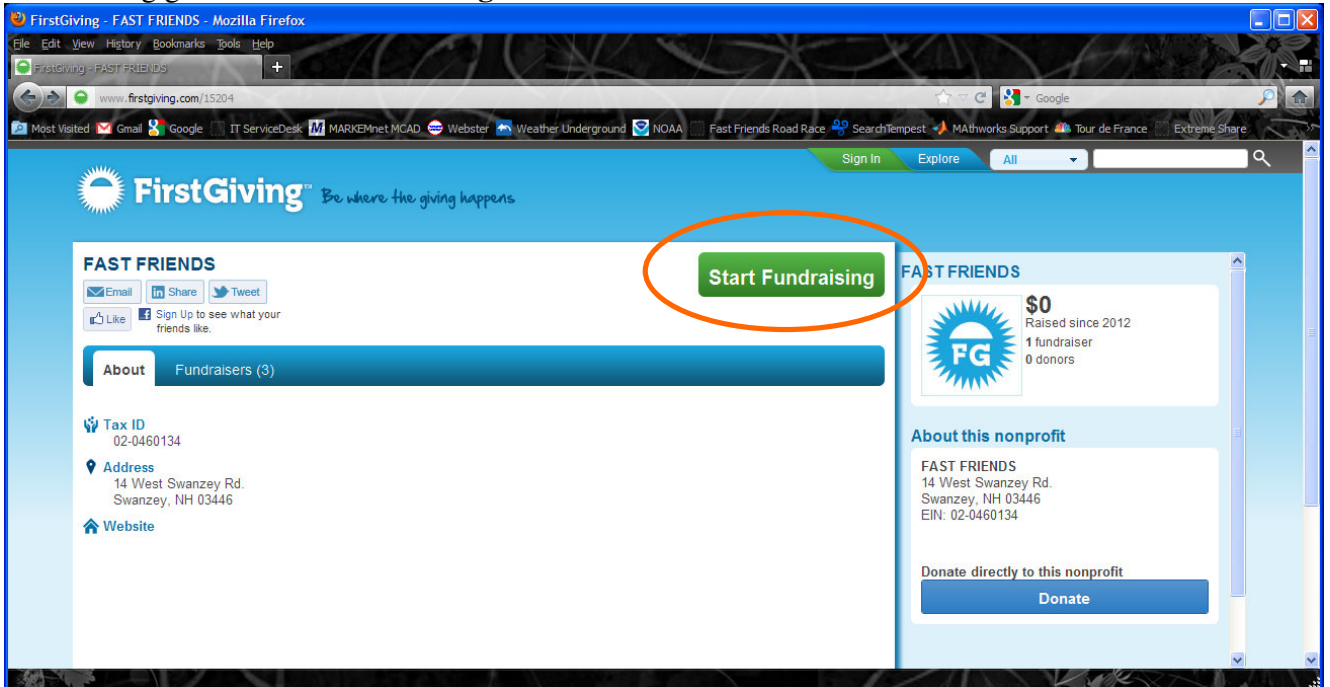 FirstGiving - FAST FRIENDS - Mozilla Firefox
File Edit View History Bookmarks Tools Help
FirstGiving - FAST FRIENDS +
www.firstgiving.com/15204
Google
Most Visited Gmail Google IT ServiceDesk MARKEMnet MCAD Webster Weather Underground NOAA Fast Friends Road Race SearchTempest MAthworks Support Tour de France Extreme Share
Sign In Explore All
FirstGiving™ Be where the giving happens
FAST FRIENDS
Start Fundraising
Email Share Tweet
Like Sign Up to see what your
friends like.
About Fundraisers (3)
Tax ID
02-0460134
Address
14 West Swanzey Rd.
Swanzey, NH 03446
Website
FAST FRIENDS
FG
$0
Raised since 2012
1 fundraiser
0 donors
About this nonprofit
FAST FRIENDS
14 West Swanzey Rd.
Swanzey, NH 03446
EIN: 02-0460134
Donate directly to this nonprofit
Donate